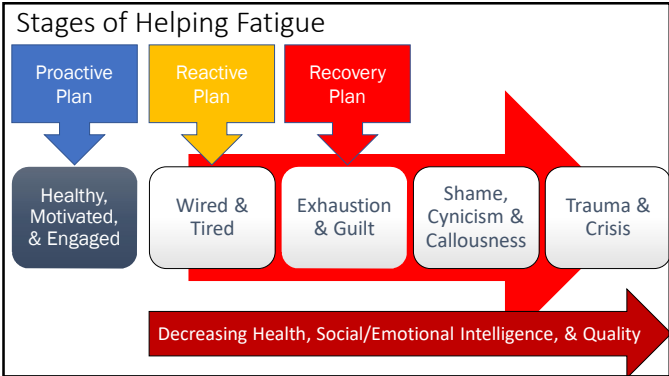 Stages of Helping Fatigue
Proactive
Plan
Reactive
Plan
Recovery
Plan
Healthy,
Motivated,
& Engaged
Wired &
Tired
Exhaustion
& Guilt
Shame,
Cynicism &
Callousness
Trauma &
Crisis
Decreasing Health, Social/Emotional Intelligence, & Quality